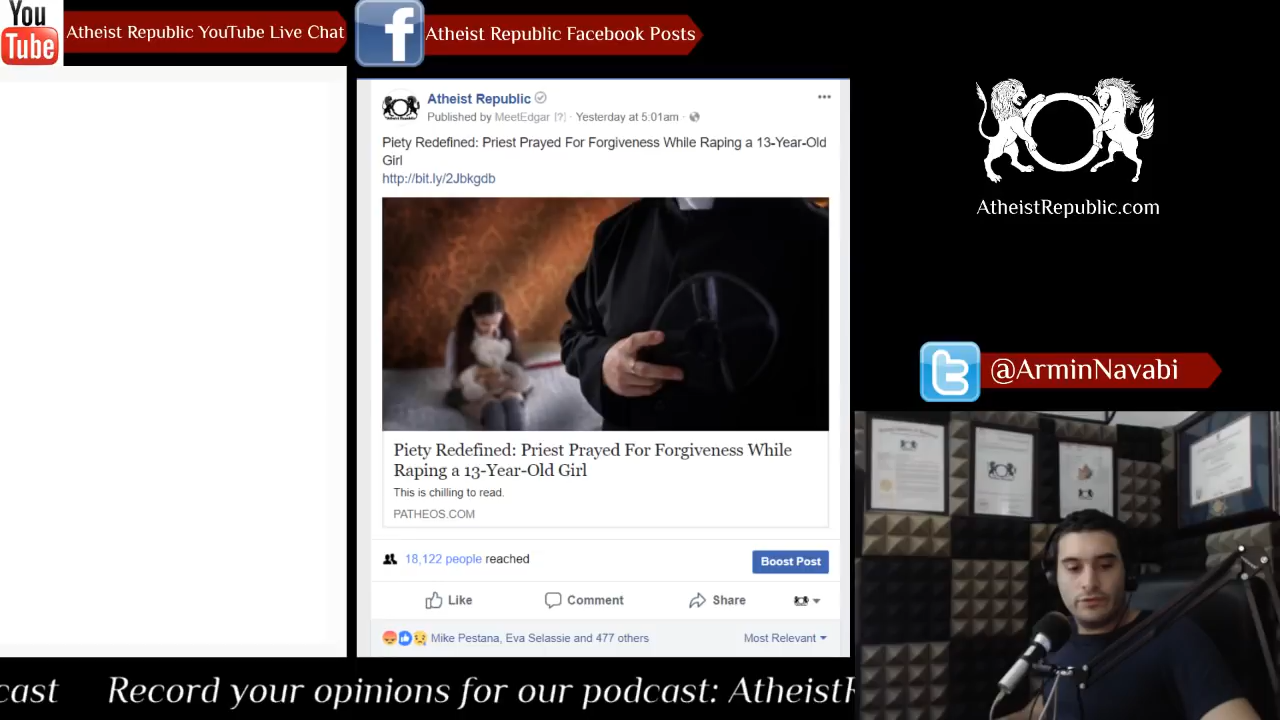 You
Tube
Atheist Republic YouTube Live Chat
Atheist Republic Facebook Posts
Atheist Republic
Published by MeetEdgar [?] · Yesterday at 5:01am ·
Piety Redefined: Priest Prayed For Forgiveness While Raping a 13-Year-Old
Girl
http://bit.ly/2Jbkgdb
Piety Redefined: Priest Prayed For Forgiveness While
Raping a 13-Year-Old Girl
This is chilling to read.
PATHEOS.COM
18,122 people reached
Boost Post
Like
Comment
Share
Mike Pestana, Eva Selassie and 477 others
Most Relevant
AtheistRepublic.com
@ArminNavabi
cast Record your opinions for our podcast: AtheistR